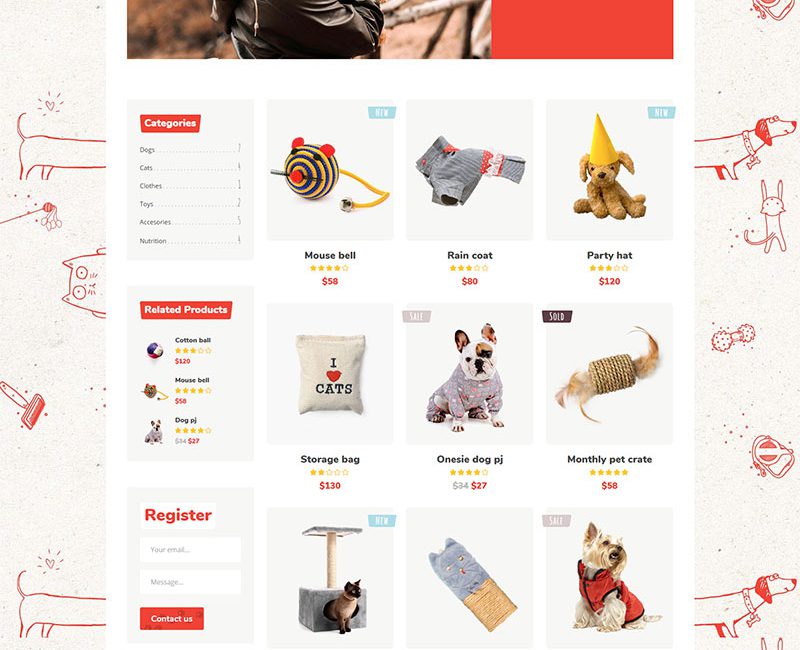 Categories
Dogs 7
Cats 4
Clothes 1
Toys 2
Accesories 5
Nutrition 4
Related Products
Cotton ball
$120
Mouse bell
$58
Dog pj
$34 $27
Register
Your email...
Message...
Contact us
New
New
Mouse bell
Rain coat
Party hat
$58
$80
$120
Sale
Sold
I
CATS
Storage bag
Onesie dog pj
Monthly pet crate
$130
$34 $27
$58
New
Sale